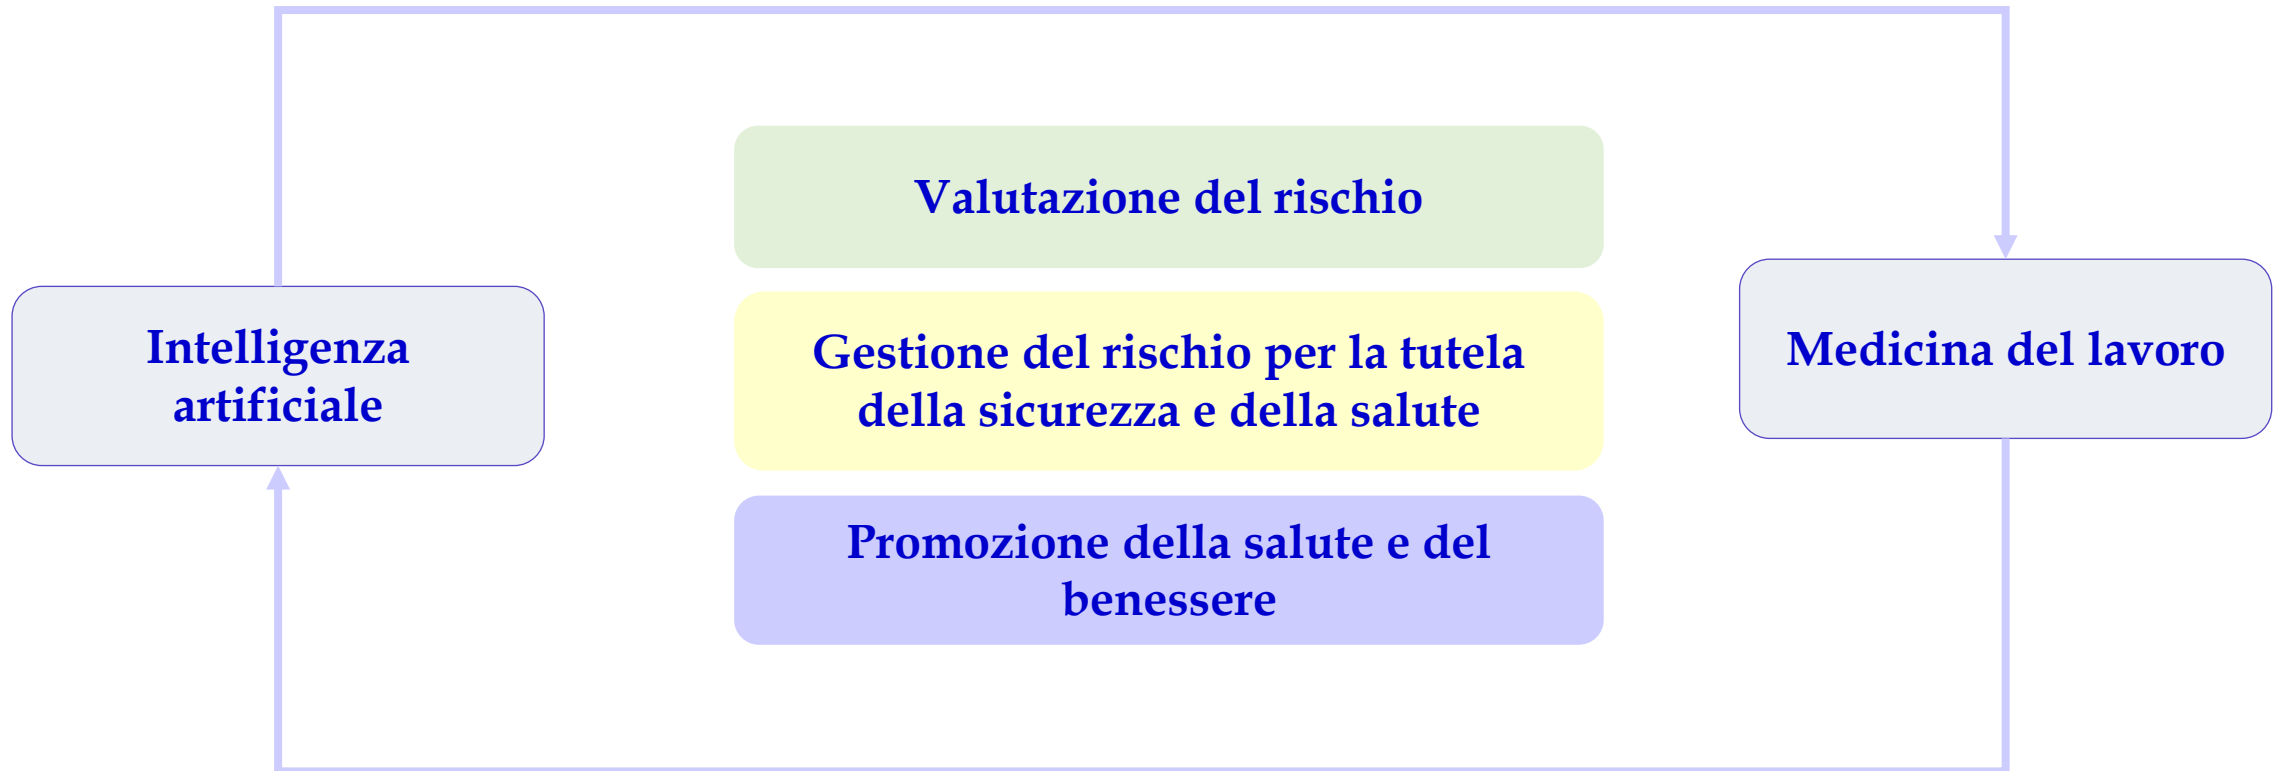 Valutazione del rischio
Intelligenza
artificiale
Gestione del rischio per la tutela
della sicurezza e della salute
Medicina del lavoro
Promozione della salute e del
benessere